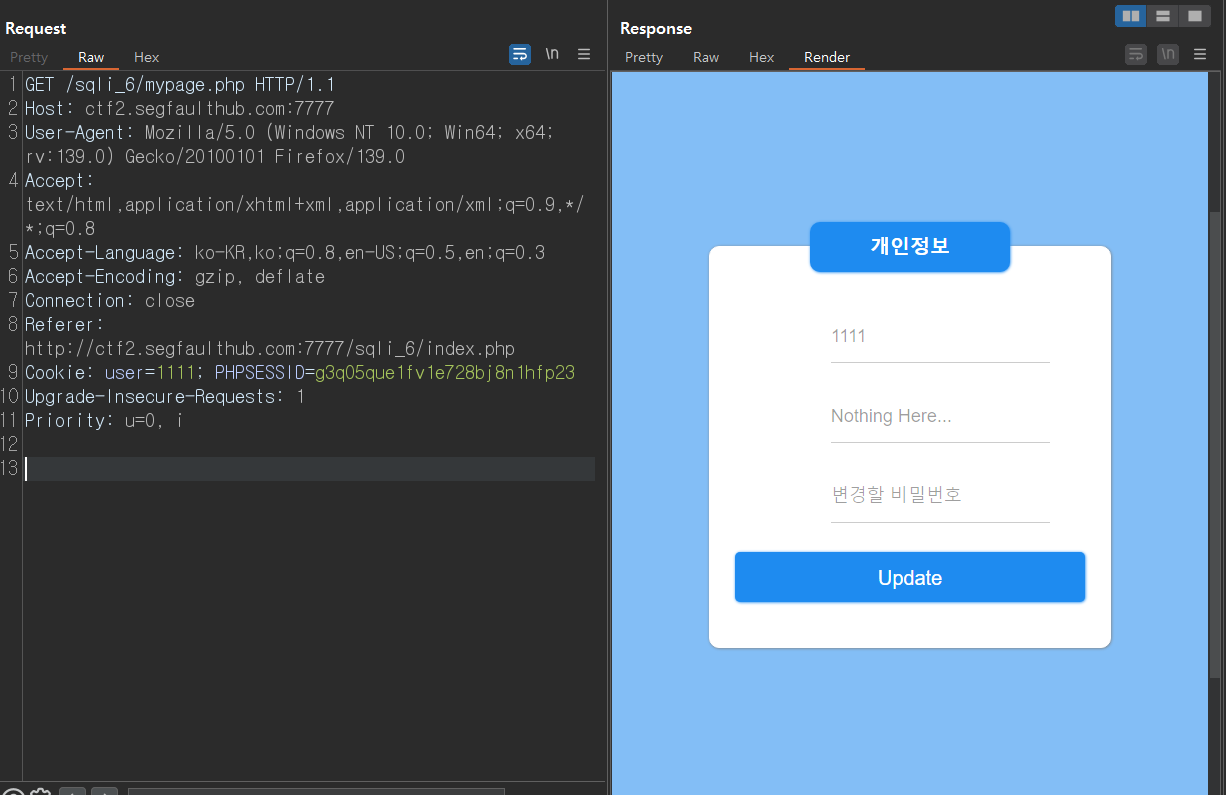 Request
Pretty Raw Hex \n
1 GET /sqli_6/mypage.php HTTP/1.1
2 Host: ctf2.segfaulthub.com:7777
3 User-Agent: Mozilla/5.0 (Windows NT 10.0; Win64; x64;
rv:139.0) Gecko/20100101 Firefox/139.0
4 Accept:
text/html,application/xhtml+xml,application/xml;q=0.9,*/
*;q=0.8
5 Accept-Language: ko-KR,ko;q=0.8,en-US;q=0.5,en;q=0.3
6 Accept-Encoding: gzip, deflate
7 Connection: close
8 Referer:
http://ctf2.segfaulthub.com:7777/sqli_6/index.php
9 Cookie: user=1111; PHPSESSID=g3q05que1fv1e728bj8n1hfp23
10 Upgrade-Insecure-Requests: 1
11 Priority: u=0, i
12
13
Response
Pretty Raw Hex Render \n
개인정보
1111
Nothing Here...
변경할 비밀번호
Update